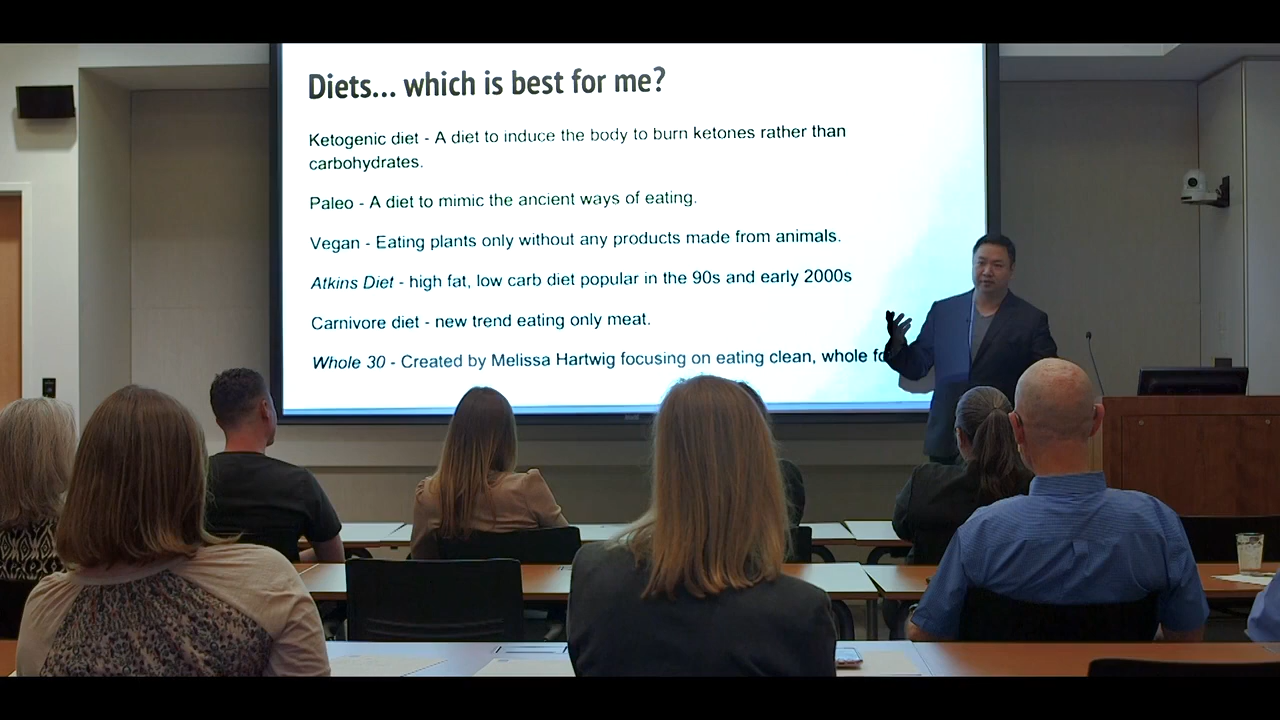 Diets... which is best for me?
Ketogenic diet - A diet to induce the body to burn ketones rather than
carbohydrates.
Paleo - A diet to mimic the ancient ways of eating.
Vegan - Eating plants only without any products made from animals.
Atkins Diet - high fat, low carb diet popular in the 90s and early 2000s
Carnivore diet - new trend eating only meat.
Whole 30 - Created by Melissa Hartwig focusing on eating clean, whole